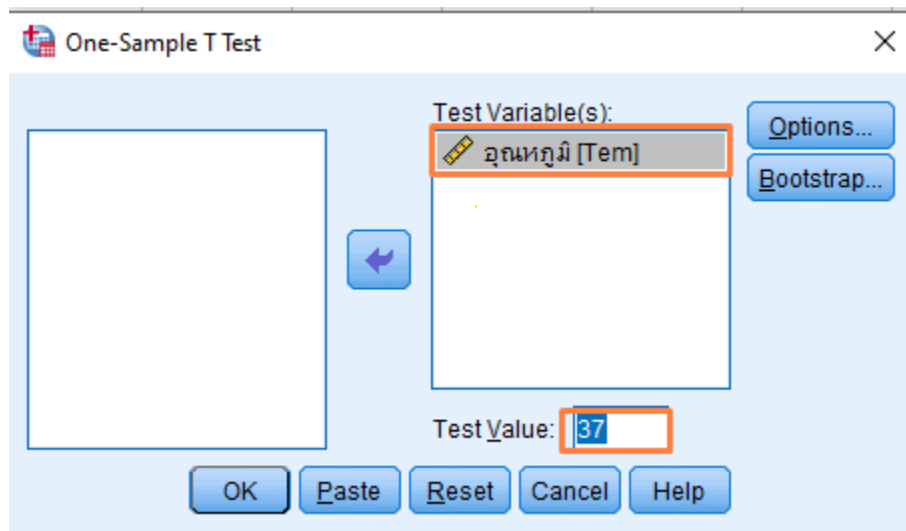 One-Sample T Test
Test Variable(s):
อุณหภูมิ [Tem]
Options...
Bootstrap...
Test Value: 37
OK Paste Reset Cancel Help